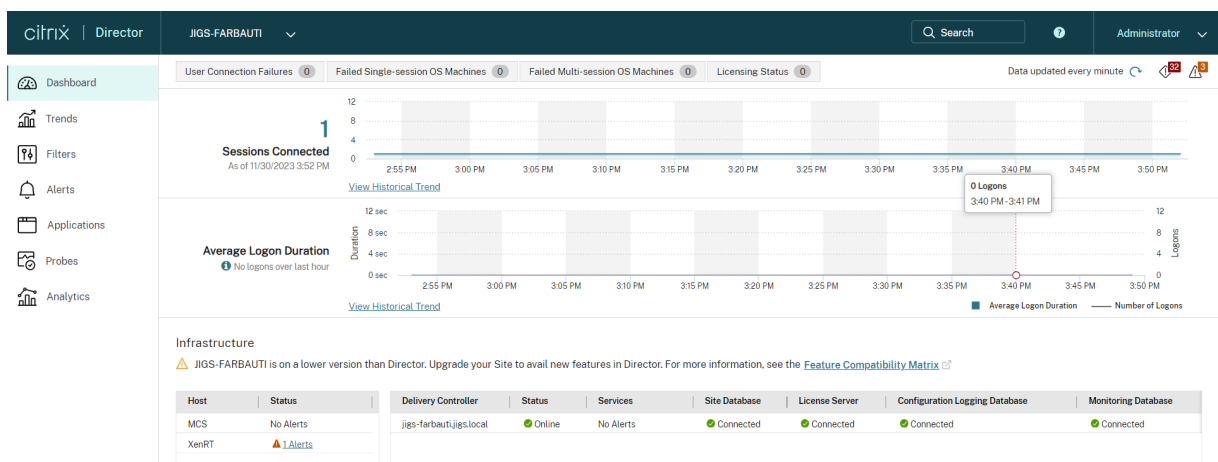 citrix | Director JIGS-FARBAUTI Search ? Administrator
Dashboard
Trends
Filters
Alerts
Applications
Probes
Analytics
User Connection Failures 0 Failed Single-session OS Machines 0 Failed Multi-session OS Machines 0 Licensing Status 0 Data updated every minute 32 3
1
Sessions Connected
As of 11/30/2023 3:52 PM
12
8
4
0
2:55 PM 3:00 PM 3:05 PM 3:10 PM 3:15 PM 3:20 PM 3:25 PM 3:30 PM 3:35 PM 3:40 PM 3:45 PM 3:50 PM
View Historical Trend
0 Logons
3:40 PM-3:41 PM
Average Logon Duration
No logons over last hour
Duration
12 sec
8 sec
4 sec
0 sec
12
8
4
0
Logons
2:55 PM 3:00 PM 3:05 PM 3:10 PM 3:15 PM 3:20 PM 3:25 PM 3:30 PM 3:35 PM 3:40 PM 3:45 PM 3:50 PM
View Historical Trend
Average Logon Duration Number of Logons
Infrastructure
JIGS-FARBAUTI is on a lower version than Director. Upgrade your Site to avail new features in Director. For more information, see the Feature Compatibility Matrix
Host Status
MCS No Alerts
XenRT 1 Alerts
Delivery Controller Status Services Site Database License Server Configuration Logging Database Monitoring Database
jigs-farbauti.jigs.local Online No Alerts Connected Connected Connected Connected